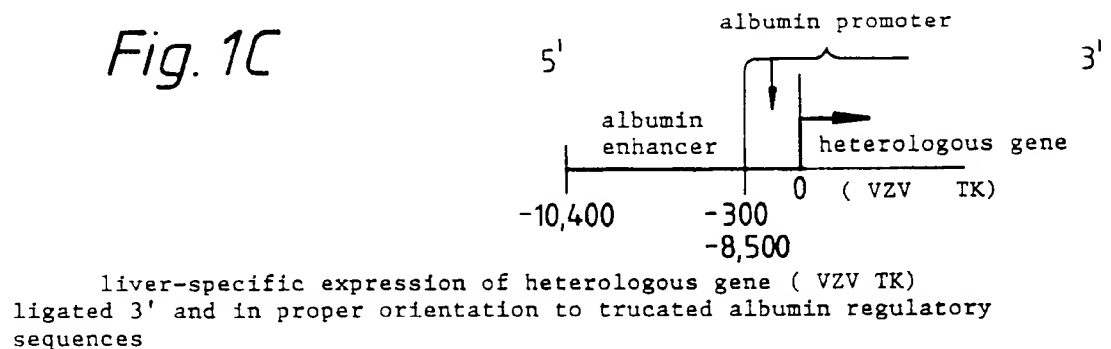 Fig. 1C
albumin promoter
5'
3'
albumin
enhancer
heterologous gene
0 ( VZV TK)
-10,400
-300
-8,500
liver-specific expression of heterologous gene ( VZV TK)
ligated 3' and in proper orientation to trucated albumin regulatory
sequences